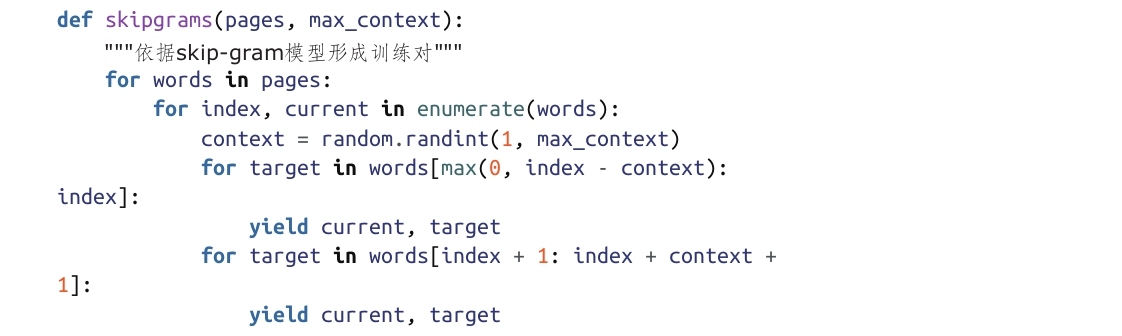 def skipgrams(pages, max_context):
    """依据skip-gram模型形成训练对"""
    for words in pages:
        for index, current in enumerate(words):
            context = random.randint(1, max_context)
            for target in words[max(0, index - context):
index]:
                yield current, target
            for target in words[index + 1: index + context +
1]:
                yield current, target